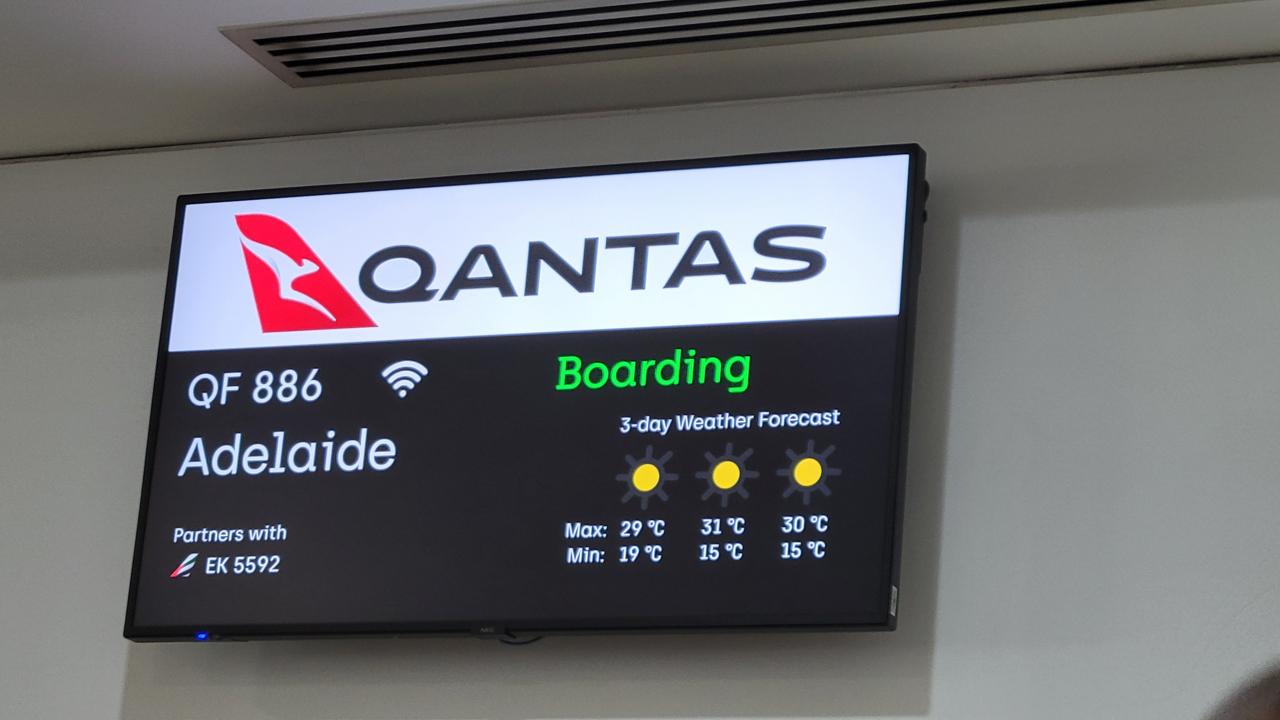 QANTAS
QF 886
Boarding
Adelaide
3-day Weather Forecast
Max: 29 °C 31 °C 30 °C
Min: 19 °C 15 °C 15 °C
Partners with
EK 5592
NEC